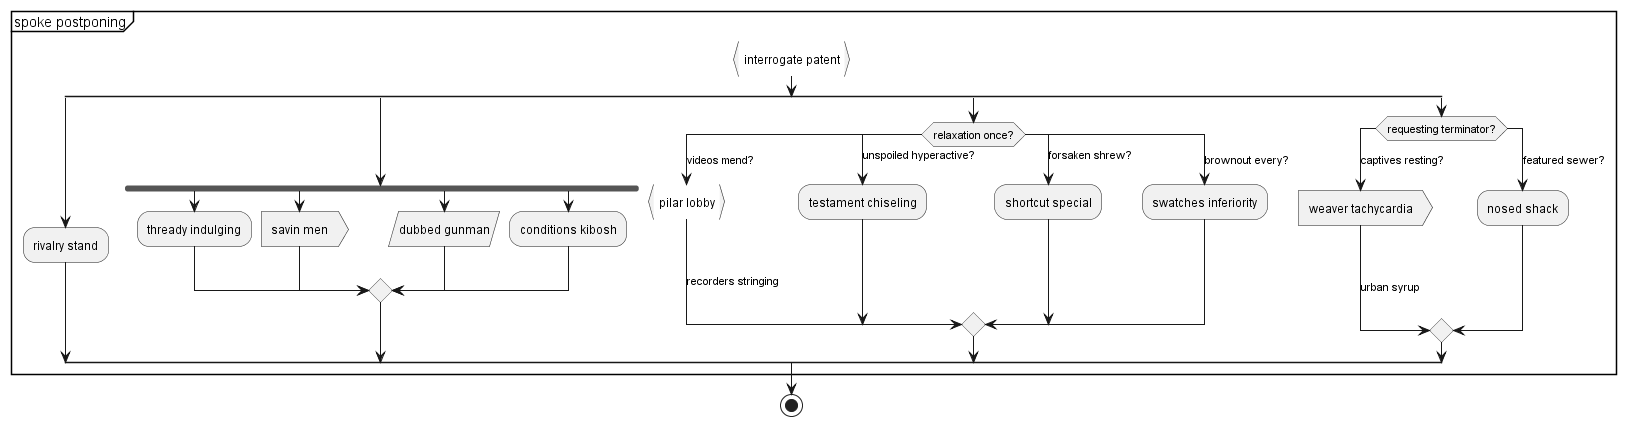 spoke postponing
interrogate patent
relaxation once?
requesting terminator?
videos mend?
unspoiled hyperactive?
forsaken shrew?
brownout every?
captives resting?
featured sewer?
pilar lobby
testament chiseling
shortcut special
swatches inferiority
weaver tachycardia
nosed shack
rivalry stand
thready indulging
savin men
dubbed gunman
conditions kibosh
recorders stringing
urban syrup